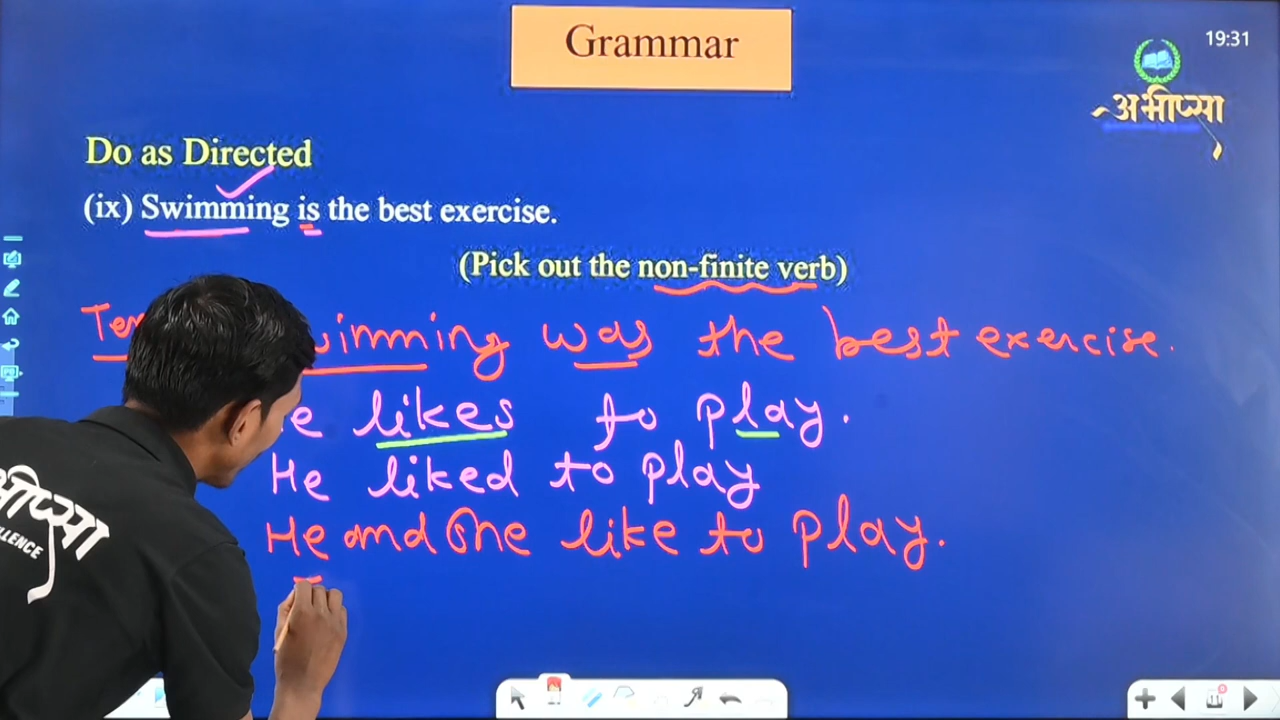 Grammar
19:31
अभीप्सा
Do as Directed
(ix) Swimming is the best exercise.
(Pick out the non-finite verb)
was the best exercise.
likes to play.
He liked to play
He and She like to play.
अभीप्सा